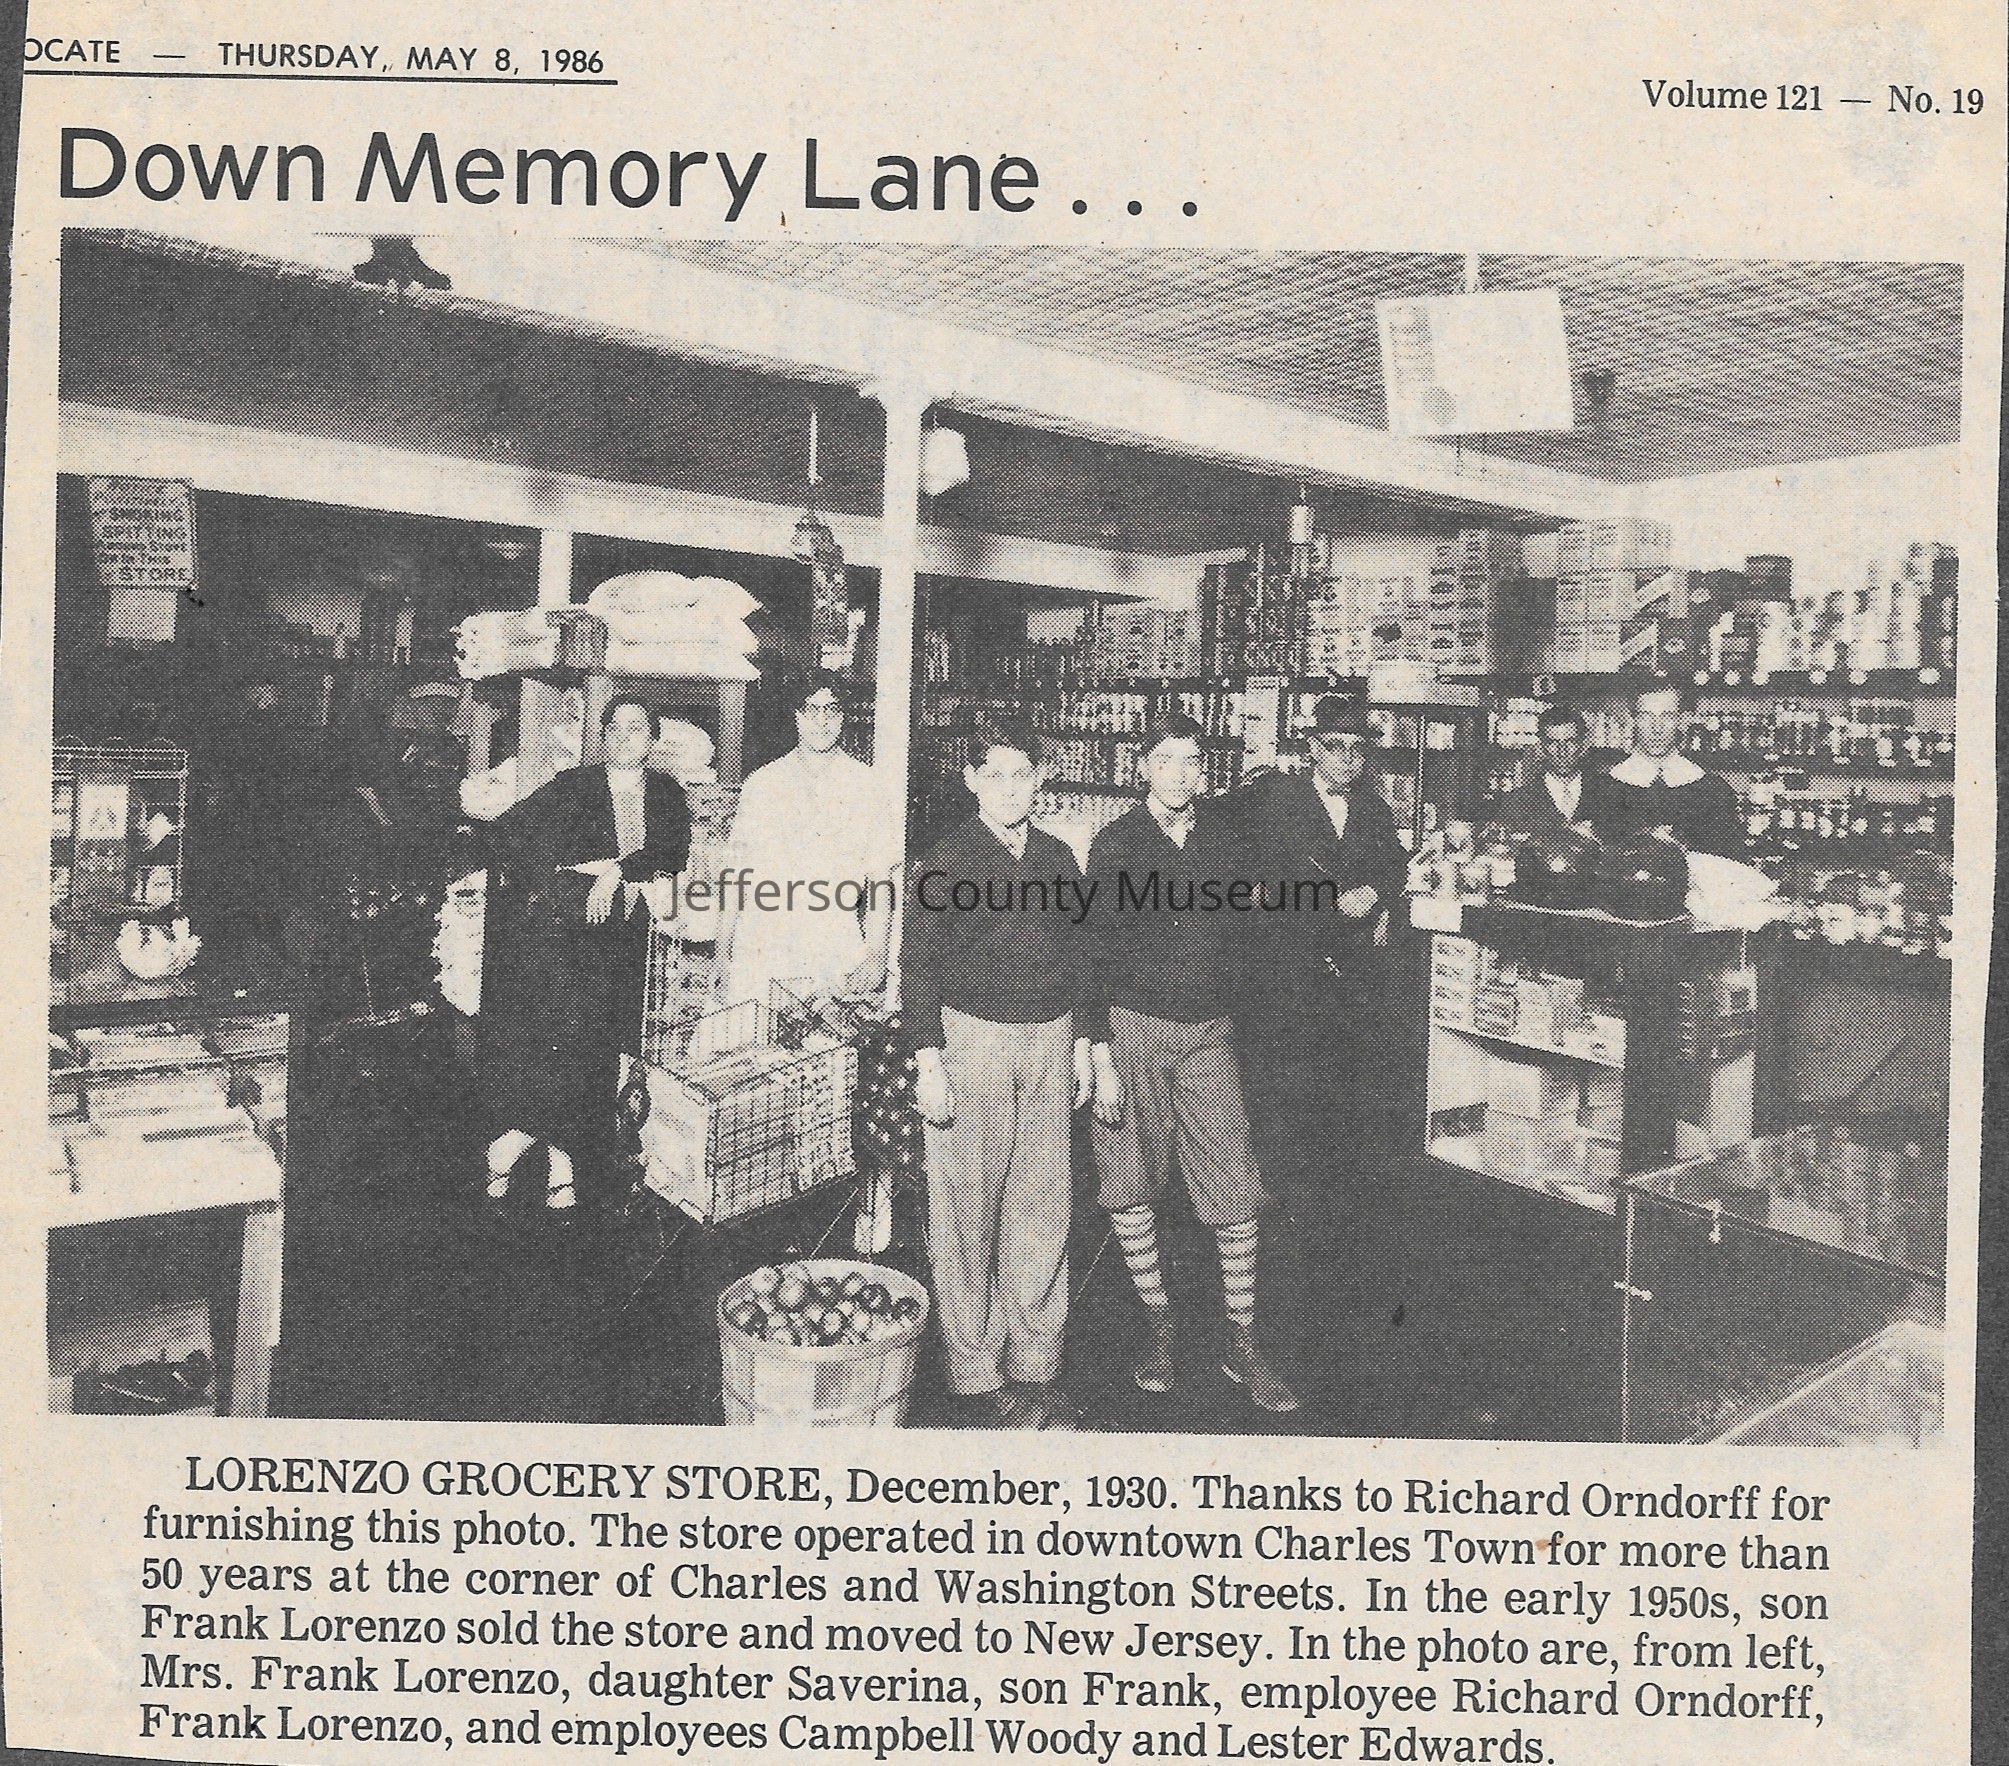 OCATE — THURSDAY, MAY 8, 1986
Volume 121 — No. 19
Down Memory Lane . . .
STORE
Jefferson County Museum
LORENZO GROCERY STORE, December, 1930. Thanks to Richard Orndorff for
furnishing this photo. The store operated in downtown Charles Town for more than
50 years at the corner of Charles and Washington Streets. In the early 1950s, son
Frank Lorenzo sold the store and moved to New Jersey. In the photo are, from left,
Mrs. Frank Lorenzo, daughter Saverina, son Frank, employee Richard Orndorff,
Frank Lorenzo, and employees Campbell Woody and Lester Edwards.